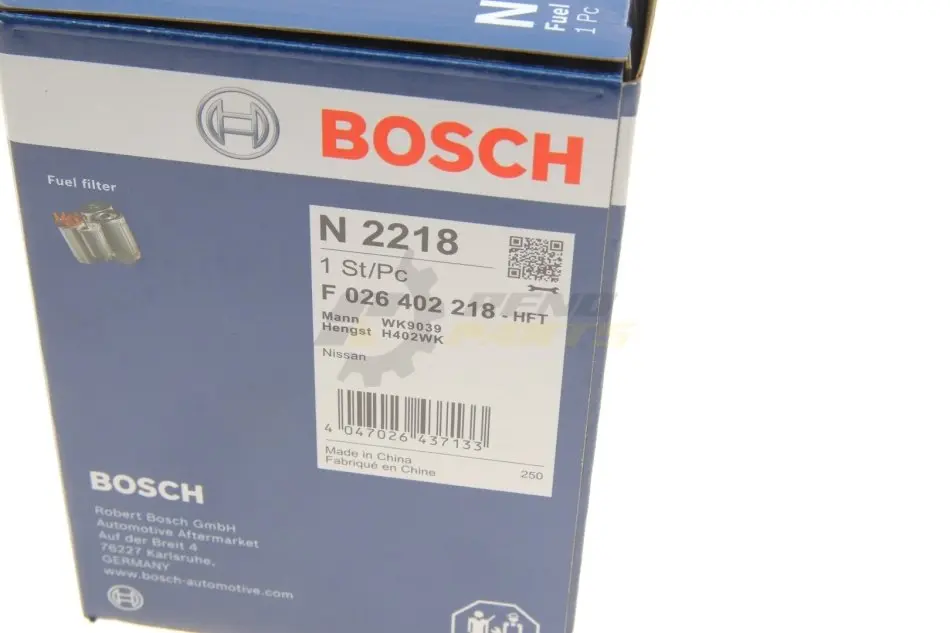 N
Fuel
1 Pc
BOSCH
Fuel filter
N 2218
1 St/Pc
F 026 402 218 - HFT
Mann WK9039
Hengst H402WK
Nissan
4 047026 437133
Made in China
Fabriqué en Chine
250
BOSCH
Robert Bosch GmbH
Automotive Aftermarket
Auf der Breit 4
76227 Karlsruhe,
GERMANY
www.bosch-automotive.com